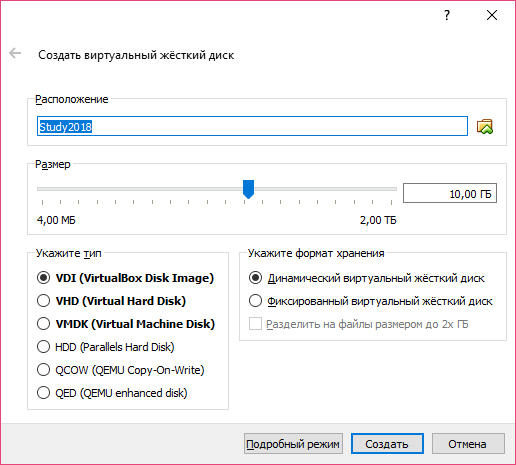 ?
Создать виртуальный жёсткий диск
Расположение
Study2018
Размер
10,00 ГБ
4,00 МБ
2,00 ТБ
Укажите тип
VDI (VirtualBox Disk Image)
VHD (Virtual Hard Disk)
VMDK (Virtual Machine Disk)
HDD (Parallels Hard Disk)
QCOW (QEMU Copy-On-Write)
QED (QEMU enhanced disk)
Укажите формат хранения
Динамический виртуальный жёсткий диск
Фиксированный виртуальный жёсткий диск
Разделить на файлы размером до 2х ГБ
Подробный режим
Создать
Отмена